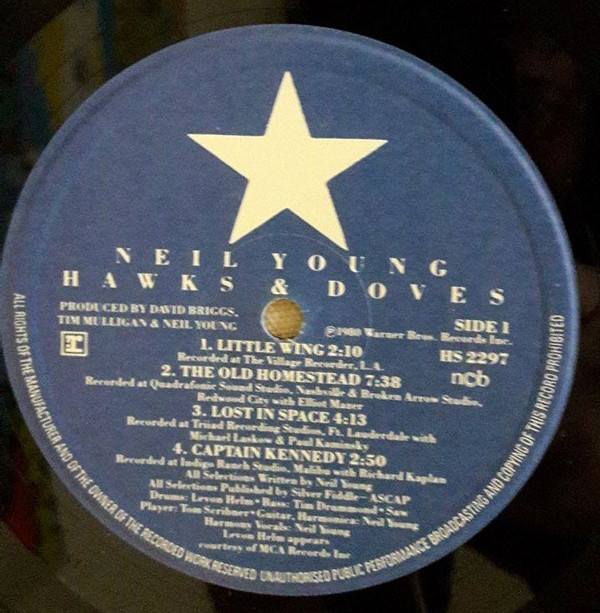 NEIL YOUNG
HAWKS & DOVES
PRODUCED BY DAVID BRIGGS,
TIM MULLIGAN & NEIL YOUNG
r
℗1980 Warner Bros. Records Inc.
SIDE 1
HS 2297
ncb
1. LITTLE WING 2:10
Recorded at The Village Recorder, L.A.
2. THE OLD HOMESTEAD 7:38
Recorded at Quadrafonic Sound Studio, Nashville & Broken Arrow Studio,
Redwood City with Elliot Mazer
3. LOST IN SPACE 4:13
Recorded at Triiad Recording Studios, Ft. Lauderdale with
Michael Laskow & Paul Kaminsky
4. CAPTAIN KENNEDY 2:50
Recorded at Indigo Ranch Studio, Malibu with Richard Kaplan
All Selections Written by Neil Young
All Selections Published by Silver Fiddle—ASCAP
Drums: Levon Helm • Bass: Tim Drummond • Saw
Player: Tom Scribner • Guitar, Harmonica: Neil Young
Harmony Vocals: Neil Young
Levon Helm appears
courtesy of MCA Records Inc
ALL RIGHTS OF THE MANUFACTURER AND OF THE OWNER OF THE RECORDED WORK RESERVED UNAUTHORISED PUBLIC PERFORMANCE BROADCASTING AND COPYING OF THIS RECORD PROHIBITED